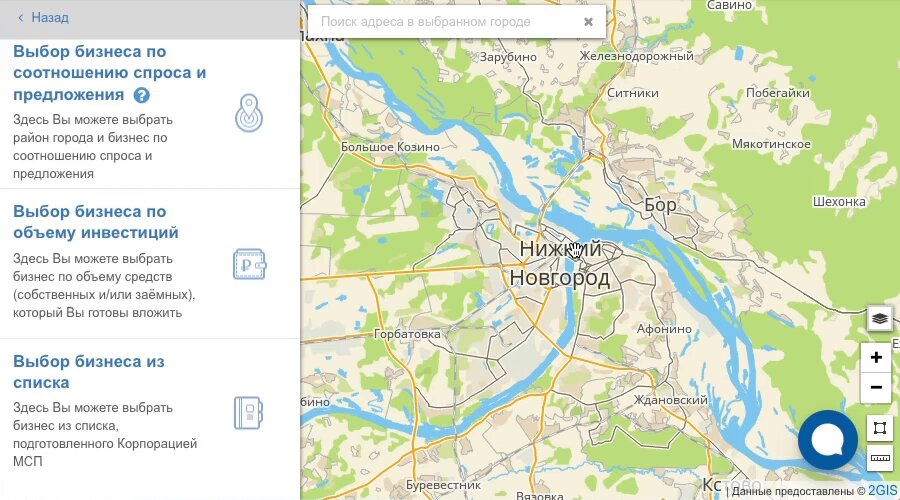 Назад
Выбор бизнеса по
соотношению спроса и
предложения ?
Здесь Вы можете выбрать
район города и бизнес по
соотношению спроса и
предложения
Выбор бизнеса по
объему инвестиций
Здесь Вы можете выбрать
бизнес по объему средств
(собственных и/или заёмных),
который Вы готовы вложить
Выбор бизнеса из
списка
Здесь Вы можете выбрать
бизнес из списка,
подготовленного Корпорацией
МСП
Поиск адреса в выбранном городе
Савино
Зарубино
Железнодорожный
Ситники
Побегайки
Большое Козино
Мякотинское
Шехонка
Бор
Нижний
Новгород
Горбатовка
Афонино
+
−
Ждановский
бино
Буревестник
Вязовка
Данные предоставлены © 2GIS